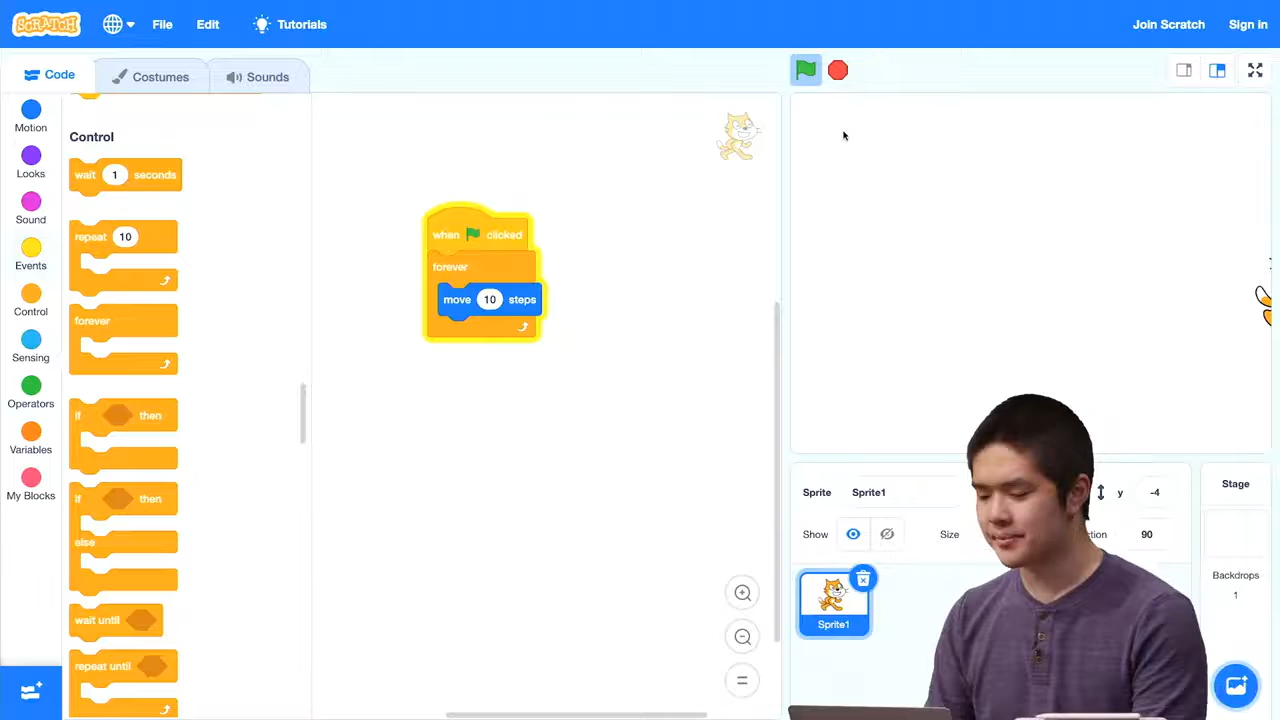 SCRATCH
File
Edit
Tutorials
Join Scratch
Sign in
Code
Costumes
Sounds
Motion
Looks
Sound
Events
Control
Sensing
Operators
Variables
My Blocks
Control
wait 1 seconds
repeat 10
forever
if then
if then
else
wait until
repeat until
when clicked
forever
move 10 steps
Sprite Sprite1 y -4
Show Size ction 90
Sprite1
Stage
Backdrops
1